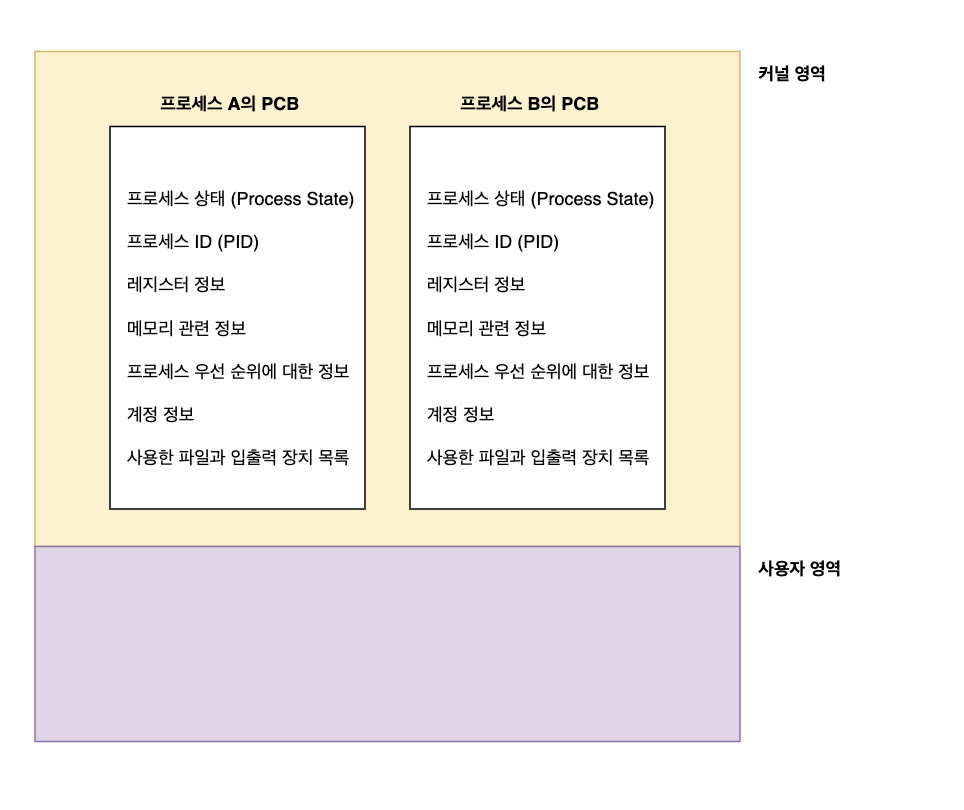 커널 영역
프로세스 A의 PCB
프로세스 상태 (Process State)
프로세스 ID (PID)
레지스터 정보
메모리 관련 정보
프로세스 우선 순위에 대한 정보
계정 정보
사용한 파일과 입출력 장치 목록
프로세스 B의 PCB
프로세스 상태 (Process State)
프로세스 ID (PID)
레지스터 정보
메모리 관련 정보
프로세스 우선 순위에 대한 정보
계정 정보
사용한 파일과 입출력 장치 목록
사용자 영역